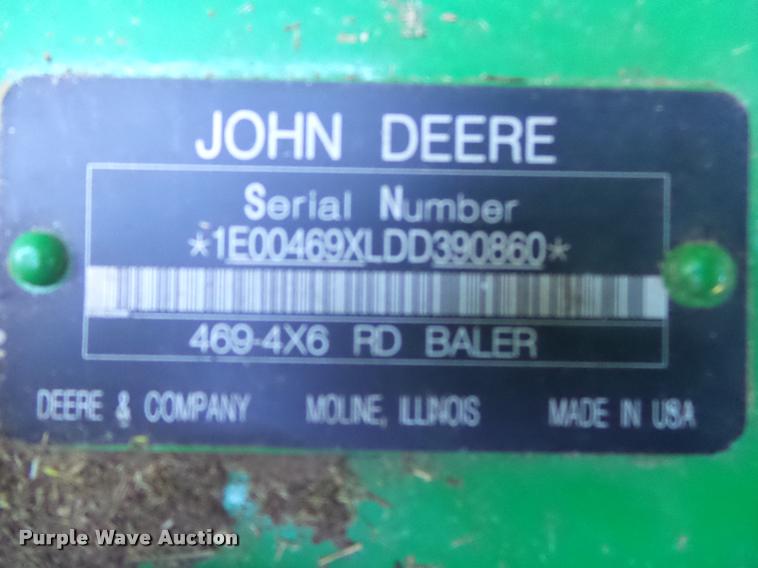 JOHN DEERE
Serial Number
*1E00469XLDD390860*
469-4X6 RD BALER
DEERE & COMPANY MOLINE, ILLINOIS MADE IN USA
Purple Wave Auction